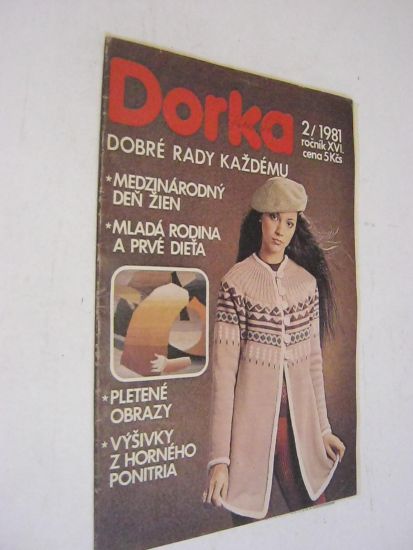 Dorka
2/1981
ročník XVI.
cena 5 Kčs
DOBRÉ RADY KAŽDÉMU
*MEDZINÁRODNÝ
DEŇ ŽIEN
*MLADÁ RODINA
A PRVÉ DIEŤA
*PLETENÉ
OBRAZY
*VÝŠIVKY
Z HORNÉHO
PONITRIA